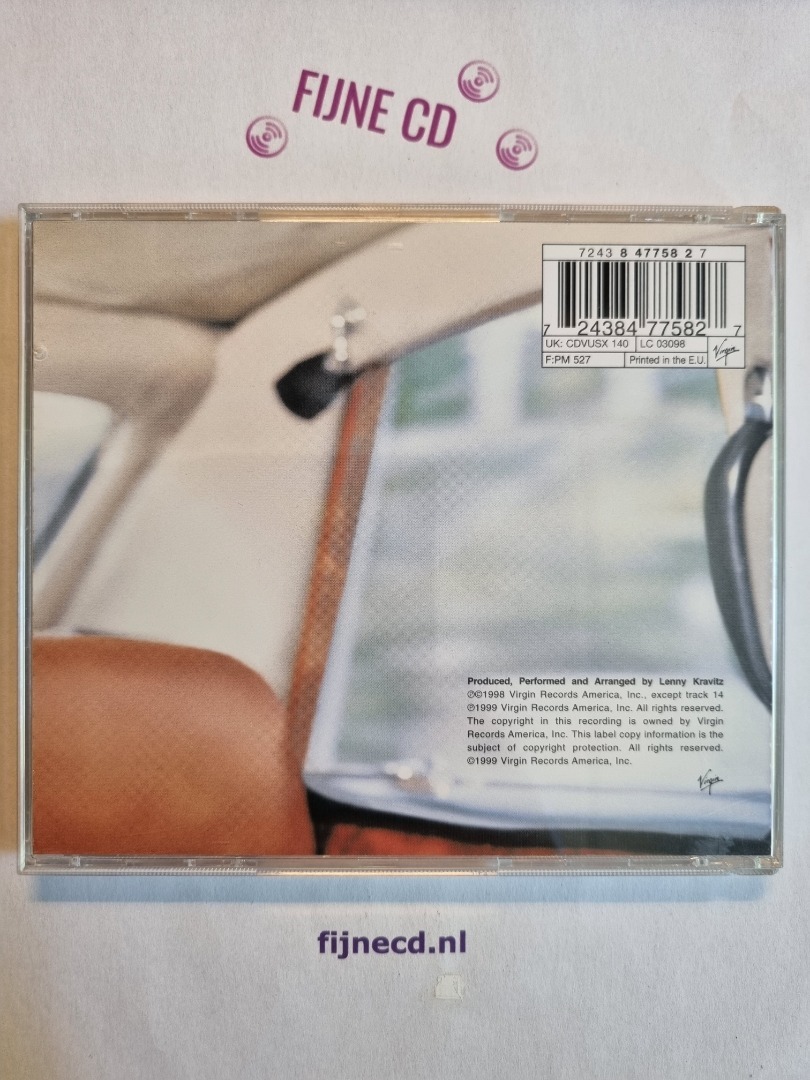 FIJNE CD
7243 8 47758 2 7
7 24384 77582 7
UK: CDVUSX 140 LC 03098
F:PM 527 Printed in the E.U.
Virgin
Produced, Performed and Arranged by Lenny Kravitz
℗©1998 Virgin Records America, Inc., except track 14
℗1999 Virgin Records America, Inc. All rights reserved.
The copyright in this recording is owned by Virgin
Records America, Inc. This label copy information is the
subject of copyright protection. All rights reserved.
©1999 Virgin Records America, Inc.
Virgin
fijnecd.nl